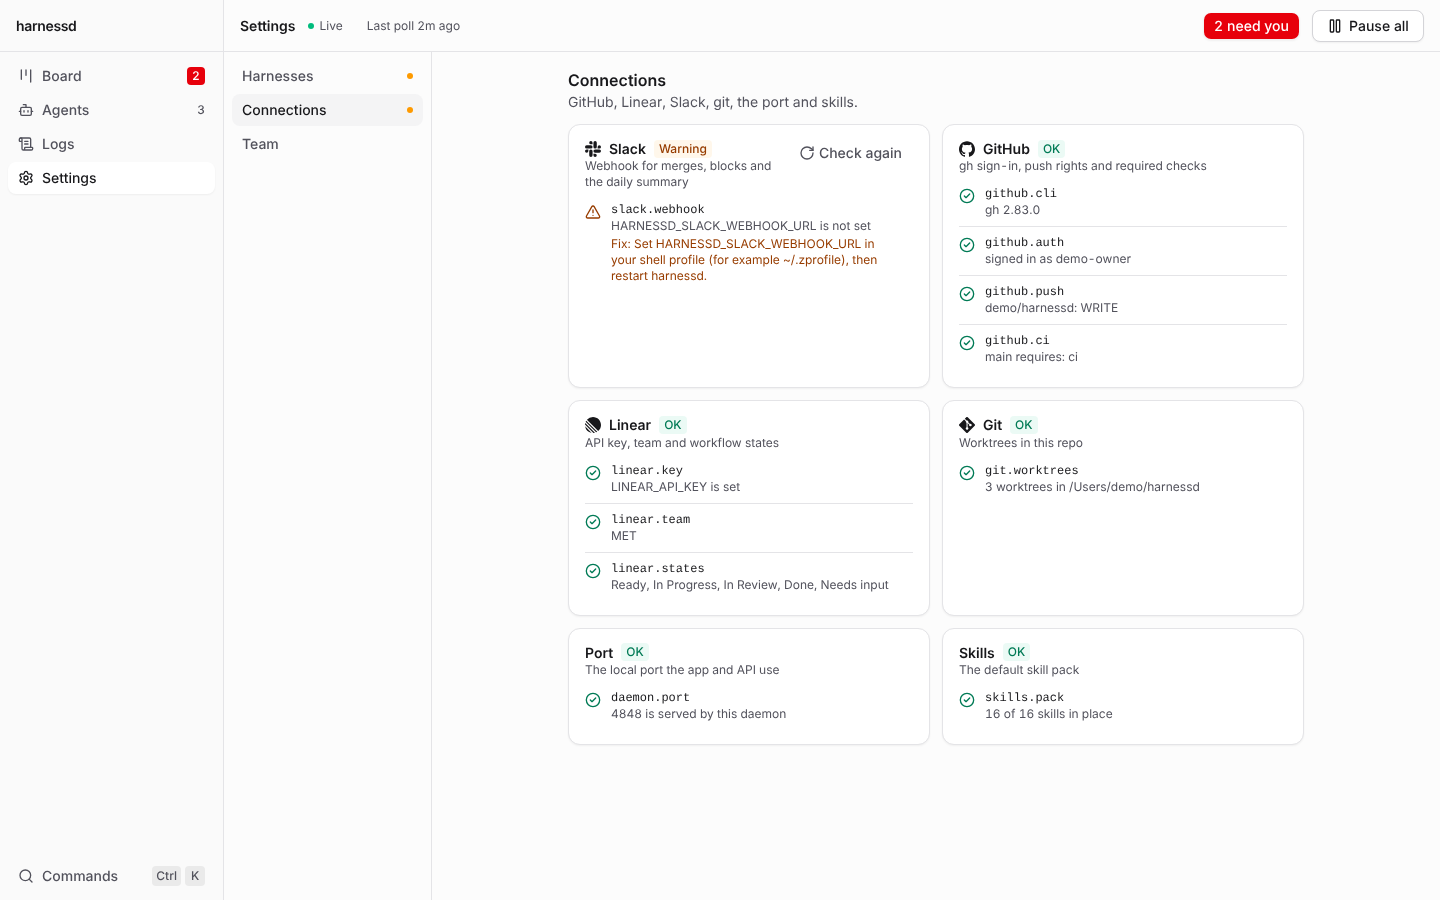 harnessd
Board 2
Agents 3
Logs
Settings
Commands Ctrl K
Settings Live Last poll 2m ago
2 need you
Pause all
Harnesses
Connections
Team
Connections
GitHub, Linear, Slack, git, the port and skills.
Slack Warning
Check again
Webhook for merges, blocks and
the daily summary
slack.webhook
HARNESSD_SLACK_WEBHOOK_URL is not set
Fix: Set HARNESSD_SLACK_WEBHOOK_URL in
your shell profile (for example ~/.zprofile), then
restart harnessd.
GitHub OK
gh sign-in, push rights and required checks
github.cli
gh 2.83.0
github.auth
signed in as demo-owner
github.push
demo/harnessd: WRITE
github.ci
main requires: ci
Linear OK
API key, team and workflow states
linear.key
LINEAR_API_KEY is set
linear.team
MET
linear.states
Ready, In Progress, In Review, Done, Needs input
Git OK
Worktrees in this repo
git.worktrees
3 worktrees in /Users/demo/harnessd
Port OK
The local port the app and API use
daemon.port
4848 is served by this daemon
Skills OK
The default skill pack
skills.pack
16 of 16 skills in place